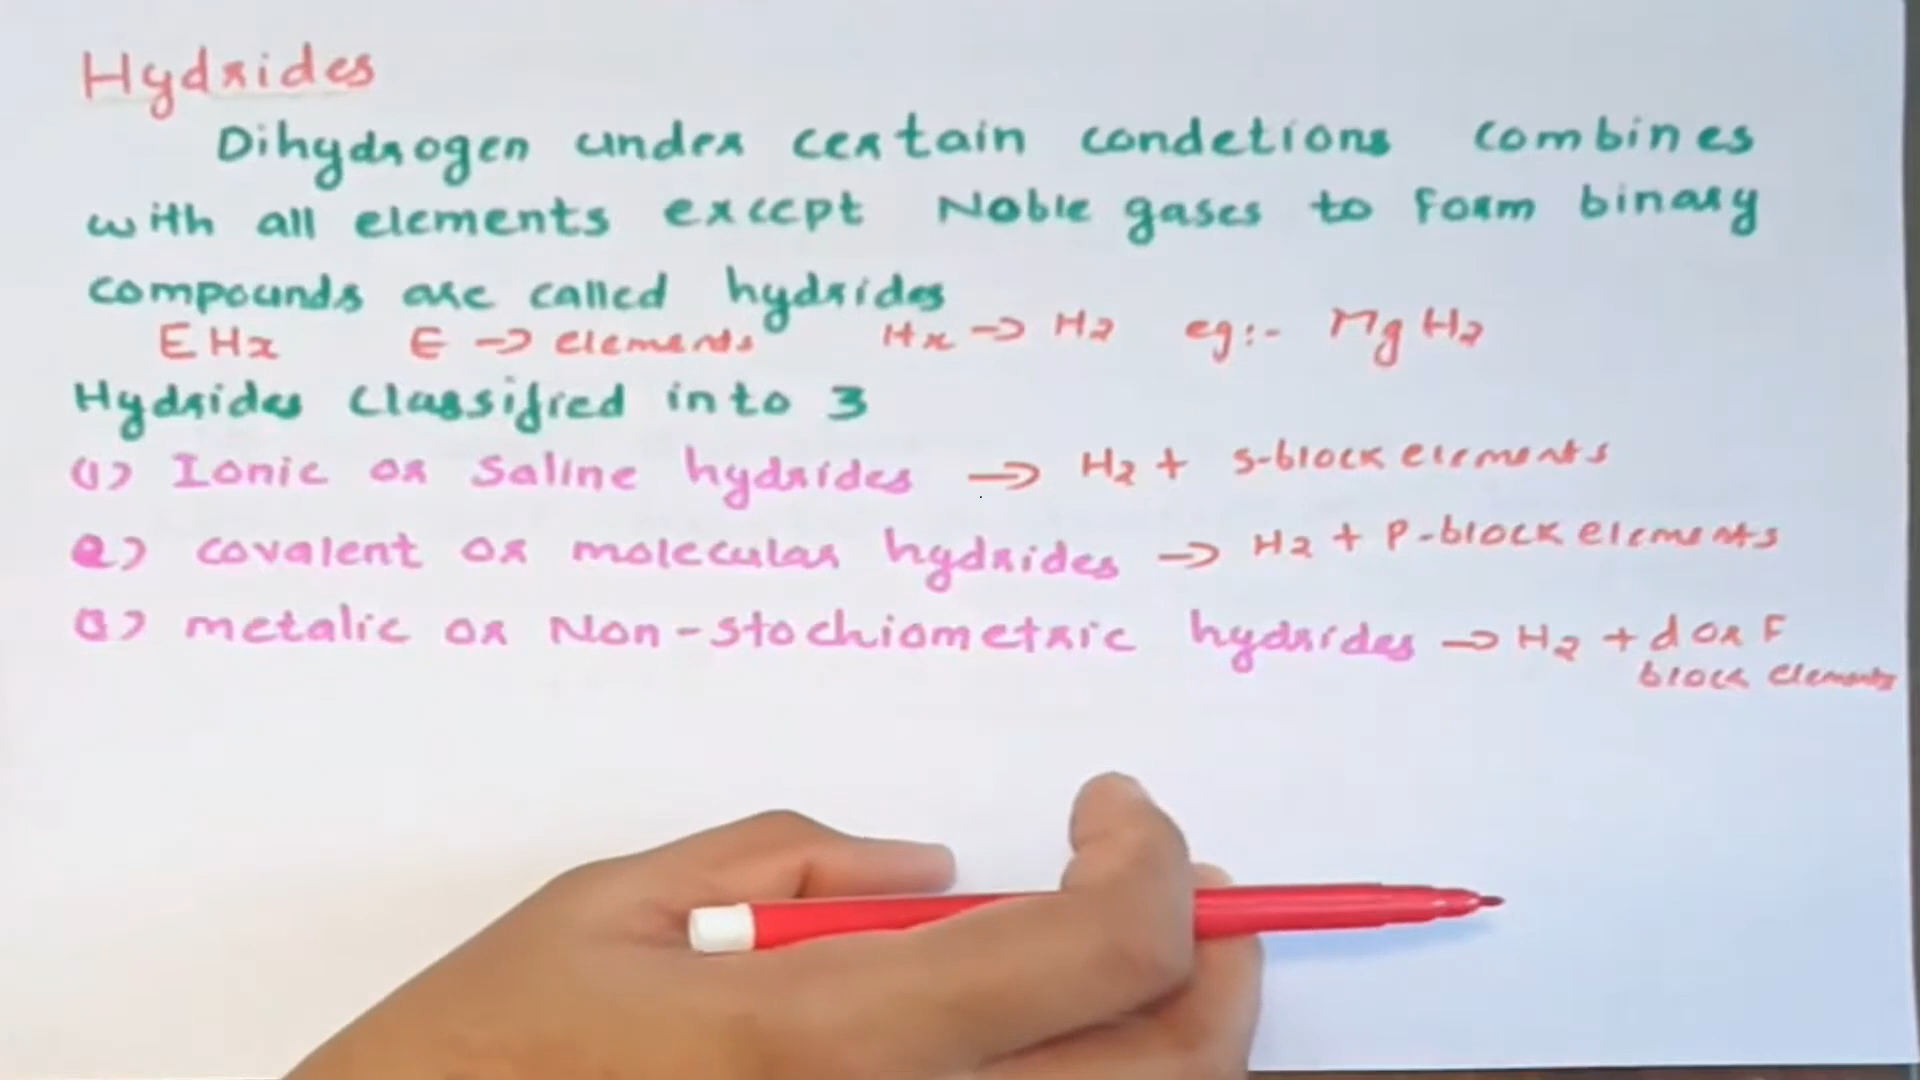 Hydrides
Dihydrogen under certain condetions combines
with all elements except Noble gases to form binary
compounds are called hydrides
EHx E → elements Hx → H2 eg:- MgH2
Hydrides Classified into 3
(1) Ionic or Saline hydrides → H2 + s-block elements
(2) covalent or molecular hydrides → H2 + P-block elements
(3) metalic or Non-stochiometric hydrides → H2 + d or F
block elements